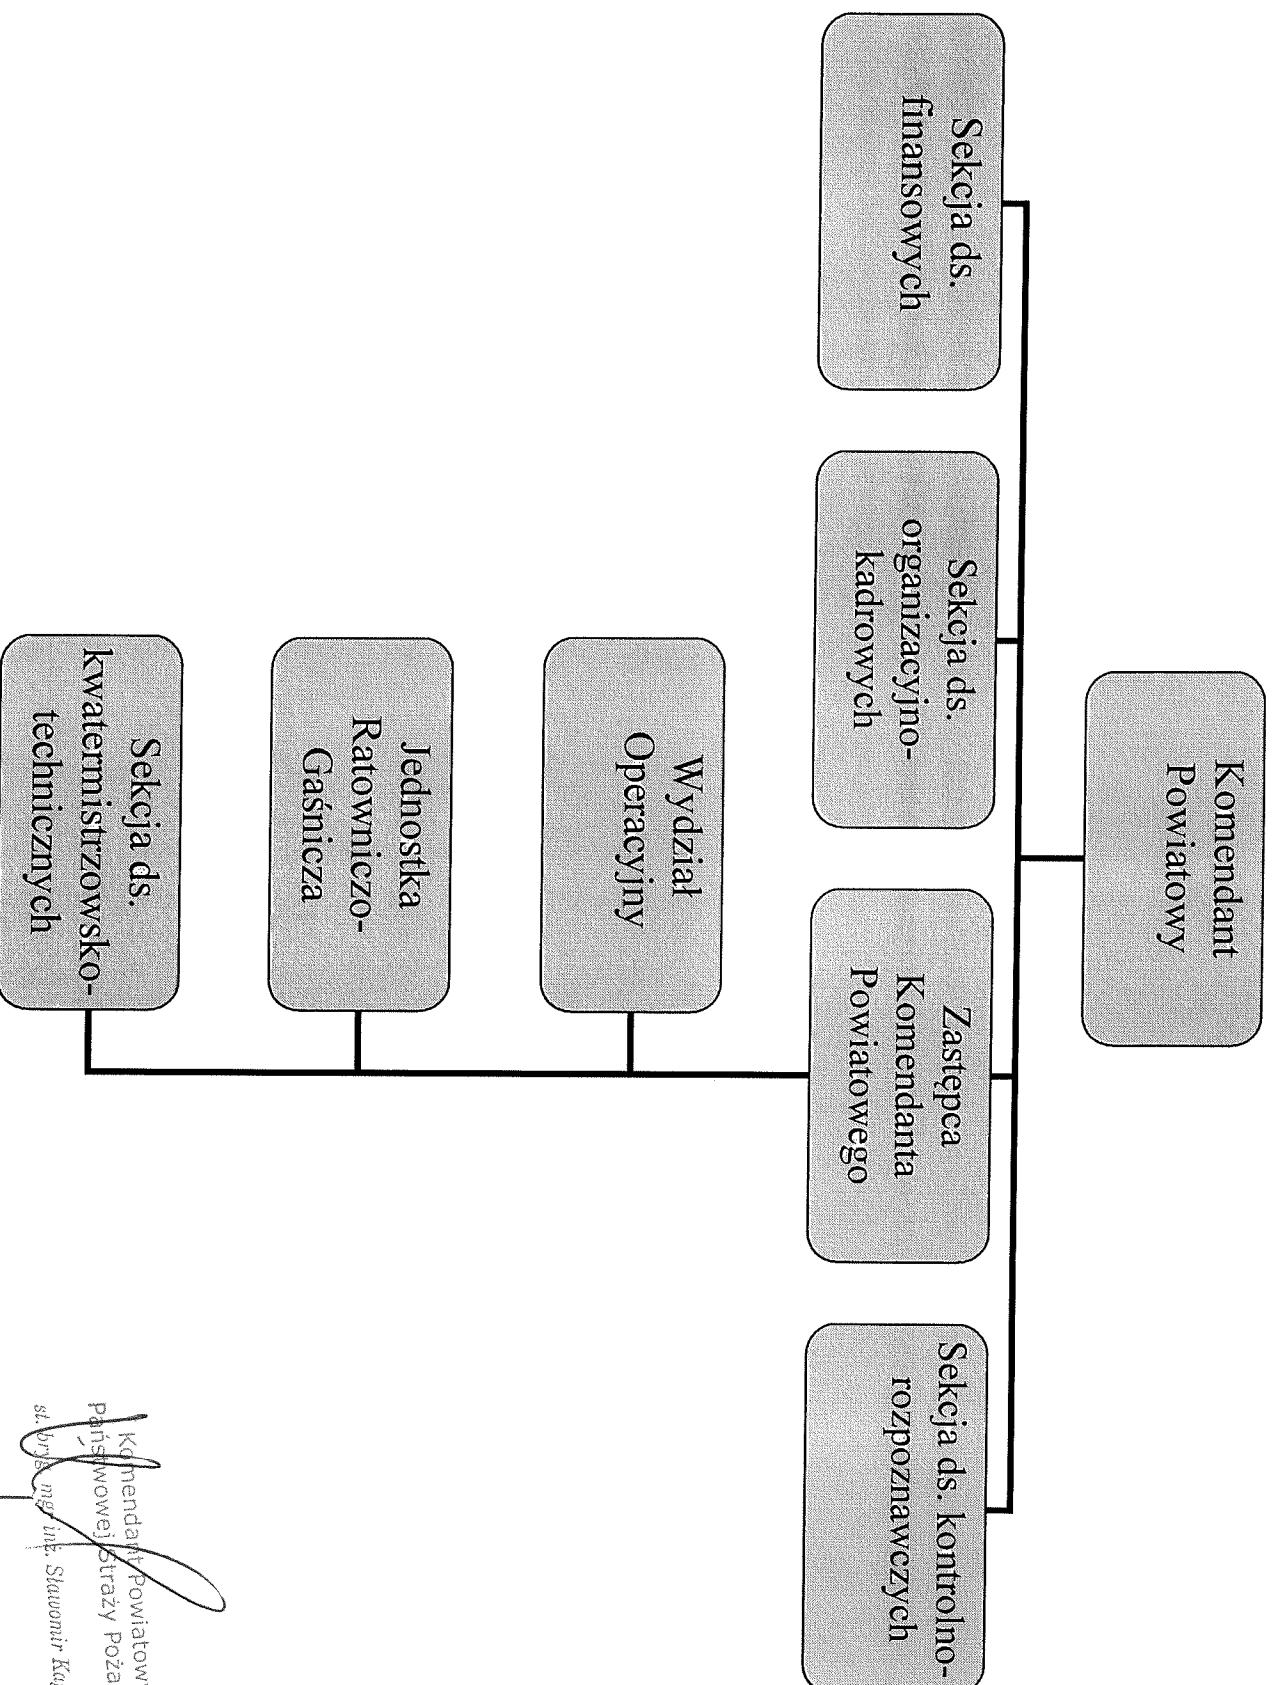 Komendant
Powiatowy
Sekcja ds.
finansowych
Sekcja ds.
organizacyjno-
kadrowych
Zastępca
Komendanta
Powiatowego
Sekcja ds. kontrolno-
rozpoznawczych
Wydział
Operacyjny
Jednostka
Ratowniczo-
Gaśnicza
Sekcja ds.
kwatermistrzowsko-
technicznych
Komendant Powiatow
Państwowej Straży Poża
st. bryg. mgr inż. Sławomir